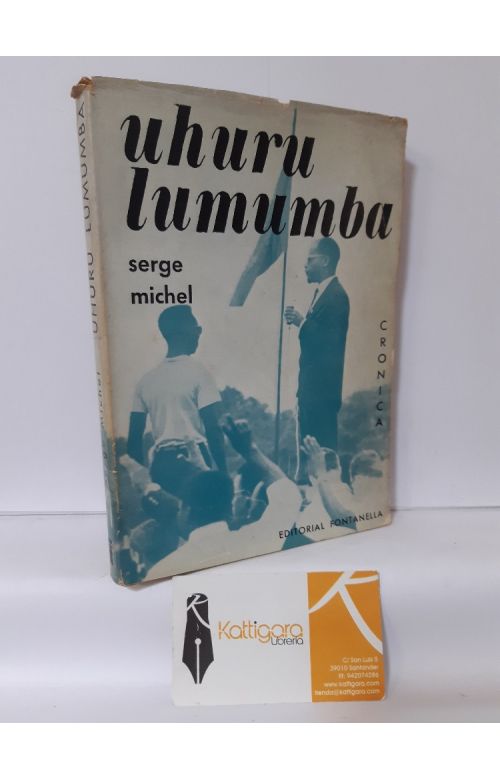 uhuru
lumumba
serge
michel
CRONICA
EDITORIAL FONTANELLA
UHURU LUMUMBA
Kattigara
Librería
C/ San Luis 5
39010 Santander
tlf: 942074286
www.kattigara.com
tienda@kattigara.com